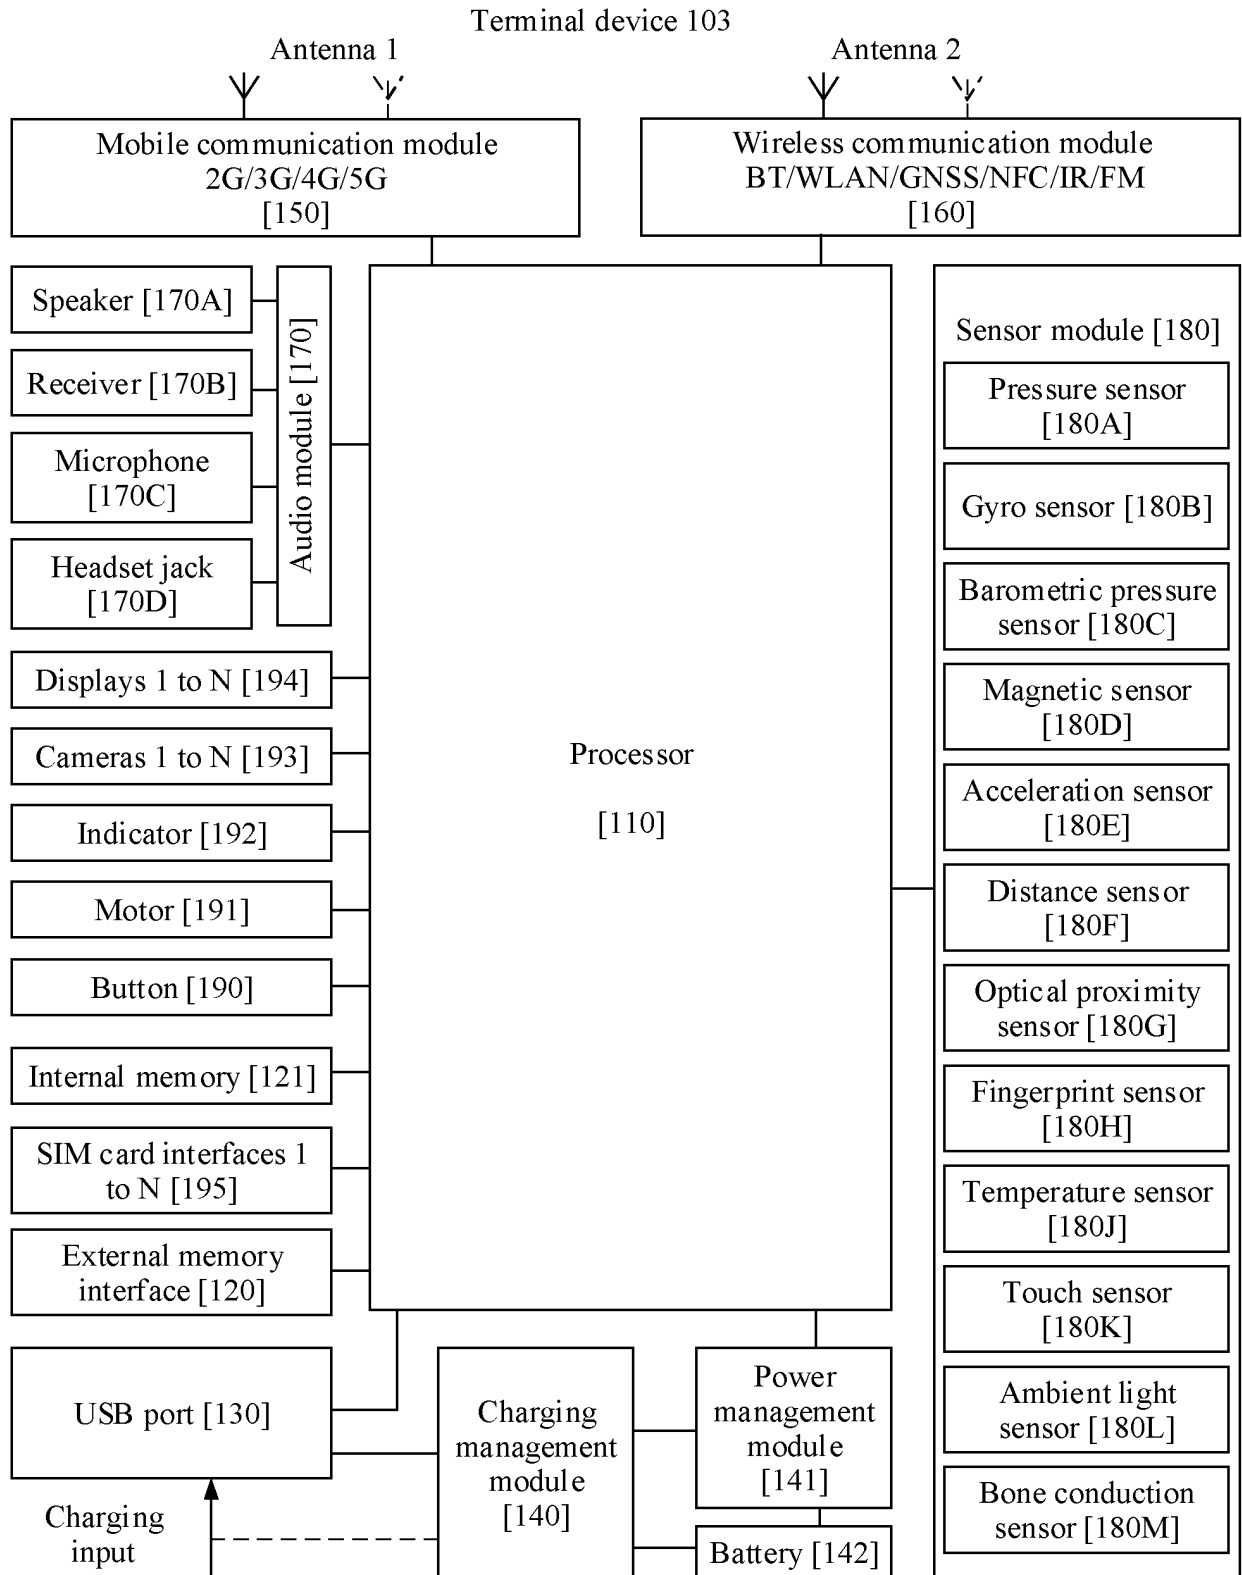 Terminal device 103
Antenna 1
Antenna 2
Mobile communication module
2G/3G/4G/5G
[150]
Wireless communication module
BT/WLAN/GNSS/NFC/IR/FM
[160]
Speaker [170A]
Receiver [170B]
Microphone
[170C]
Headset jack
[170D]
Audio module [170]
Displays 1 to N [194]
Cameras 1 to N [193]
Indicator [192]
Motor [191]
Button [190]
Internal memory [121]
SIM card interfaces 1
to N [195]
External memory
interface [120]
Processor
[110]
Sensor module [180]
Pressure sensor
[180A]
Gyro sensor [180B]
Barometric pressure
sensor [180C]
Magnetic sensor
[180D]
Acceleration sensor
[180E]
Distance sensor
[180F]
Optical proximity
sensor [180G]
Fingerprint sensor
[180H]
Temperature sensor
[180J]
Touch sensor
[180K]
Ambient light
sensor [180L]
Bone conduction
sensor [180M]
USB port [130]
Charging
input
Charging
management
module
[140]
Power
management
module
[141]
Battery [142]